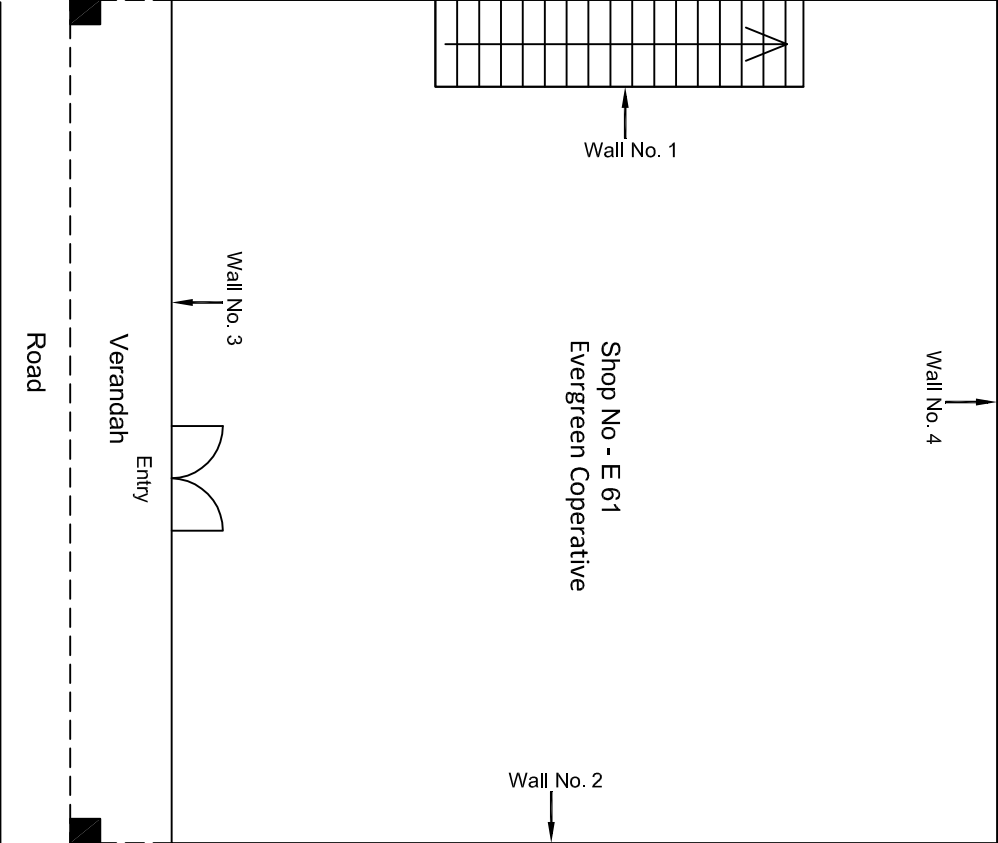 Wall No. 1
Wall No. 3
Wall No. 4
Shop No - E 61
Evergreen Coperative
Road
Verandah
Entry
Wall No. 2